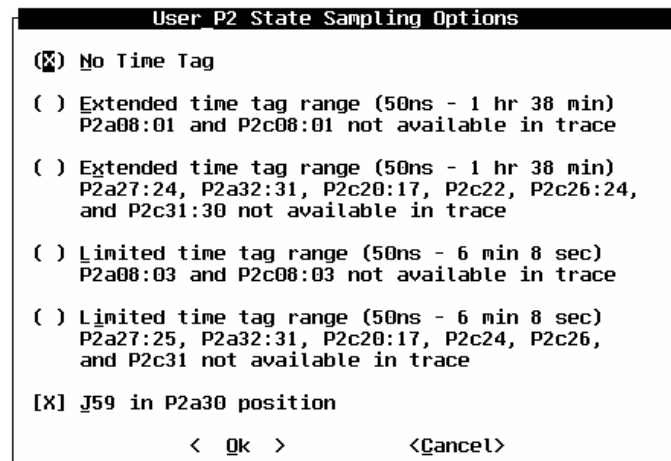 User_P2 State Sampling Options
(X) No Time Tag
( ) Extended time tag range (50ns - 1 hr 38 min)
P2a08:01 and P2c08:01 not available in trace
( ) Extended time tag range (50ns - 1 hr 38 min)
P2a27:24, P2a32:31, P2c20:17, P2c22, P2c26:24,
and P2c31:30 not available in trace
( ) Limited time tag range (50ns - 6 min 8 sec)
P2a08:03 and P2c08:03 not available in trace
( ) Limited time tag range (50ns - 6 min 8 sec)
P2a27:25, P2a32:31, P2c20:17, P2c24, P2c26,
and P2c31 not available in trace
[X] J59 in P2a30 position
< Ok > <Cancel>